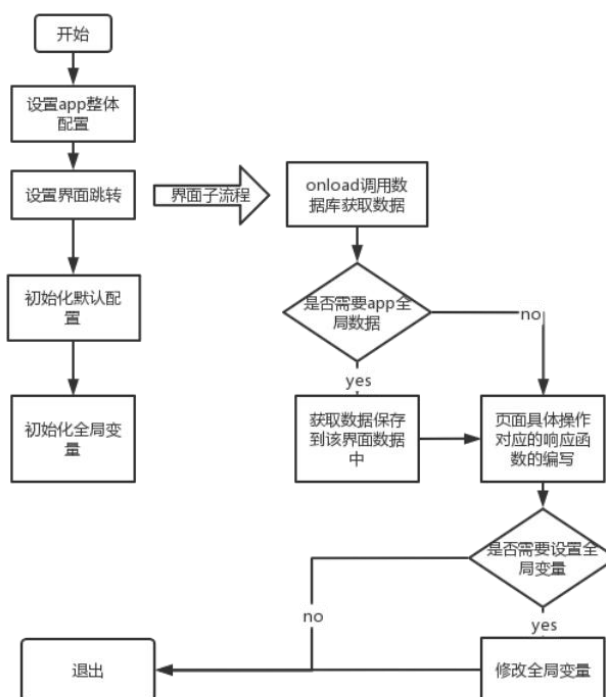 开始
设置app整体
配置
设置界面跳转
初始化默认配
置
初始化全局变
量
界面子流程
onload调用数
据库获取数据
是否需要app全
局数据
no
yes
获取数据保存
到该界面数据
中
页面具体操作
对应的响应函
数的编写
是否需要设置全
局变量
no
yes
修改全局变量
退出